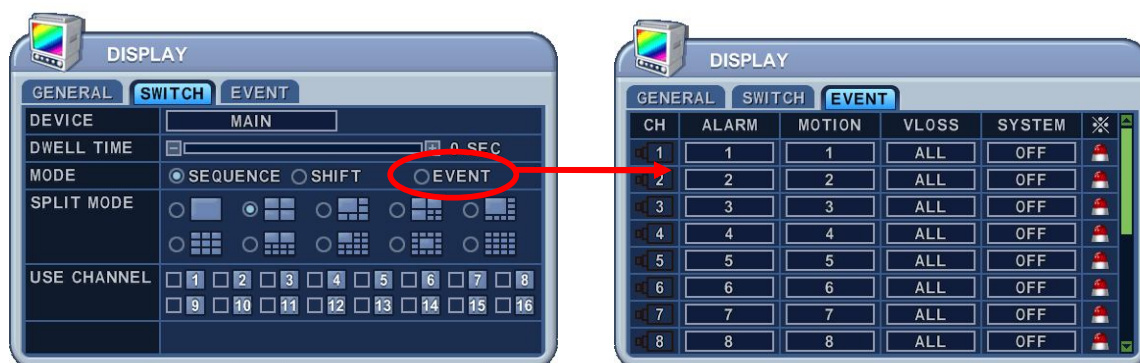 DISPLAY
GENERAL SWITCH EVENT
DEVICE MAIN
DWELL TIME 0 SEC
MODE SEQUENCE SHIFT EVENT
SPLIT MODE
USE CHANNEL 1 2 3 4 5 6 7 8
9 10 11 12 13 14 15 16
DISPLAY
GENERAL SWITCH EVENT
CH ALARM MOTION VLOSS SYSTEM ※
1 1 1 ALL OFF
2 2 2 ALL OFF
3 3 3 ALL OFF
4 4 4 ALL OFF
5 5 5 ALL OFF
6 6 6 ALL OFF
7 7 7 ALL OFF
8 8 8 ALL OFF